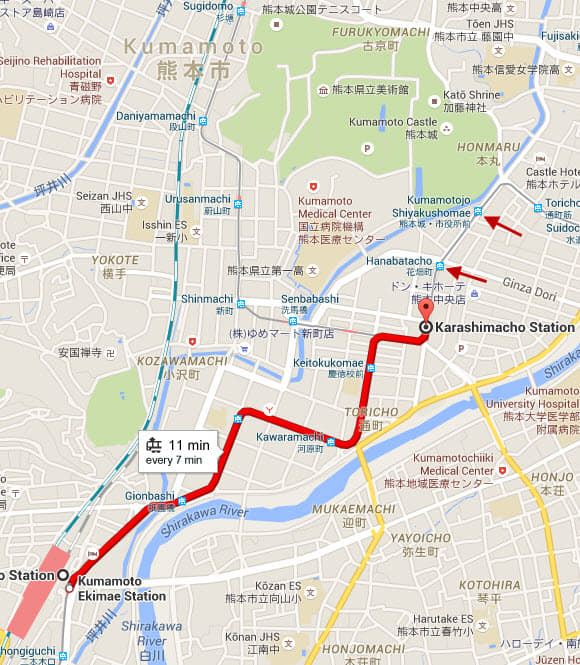 Sugidomo
杉塘
熊本城公園テニスコート
熊本中央高
Tōen JHS
熊本市立 藤園中
Fujisaki
FURUKYOMACHI
古京町
熊本信愛女学院高
Kumamoto
熊本市
Seijino Rehabilitation
Hospital
青磁野
ハビリテーション病院
熊本県立美術館
Katō Shrine
加藤神社
Daniyamamachi
段山町
Kumamoto Castle
熊本城
P
HONMARU
本丸
Castle Hotel
熊本ホテル
坪井川
Seizan JHS
西山中
Urusanmachi
蔚山町
Kumamoto
Medical Center
国立病院機構
熊本医療センター
Kumamotojo
Shiyakushomae
熊本城・市役所前
Toricho
通町筋
Suidoc
水道
Isshin ES
一新小
YOKOTE
横手
熊本県立第一高
Hanabatacho
花畑町
ドン・キホーテ
熊本中央店
Ginza Dori
Shinmachi
新町
Senbabashi
洗馬橋
(株)ゆめマート新町店
Karashimacho Station
安国禅寺
KOZAWAMACHI
小沢町
Keitokukomae
慶徳校前
Shirakawa
Kumamoto
University Hospital
熊本大学医学部
附属病院
TORICHO
通町
11 min
every 7 min
Kawaramachi
河原町
Kumamotochiiki
Medical Center
熊本地域医療センター
HONJO
本荘
Gionbashi
祇園橋
Shirakawa River
MUKAEMACHI
迎町
YAYOICHO
弥生町
o Station
Kumamoto
Ekimae Station
Kōzan ES
熊本市立向山小
KOTOHIRA
琴平
坪井川
Shirakawa
River
白川
Harutake ES
熊本市立春竹小
Kōnan JHS
江南中
hongiguchi
二本木口
HONJOMACHI
本荘町
ハローデイ・南
Jūzen Ho